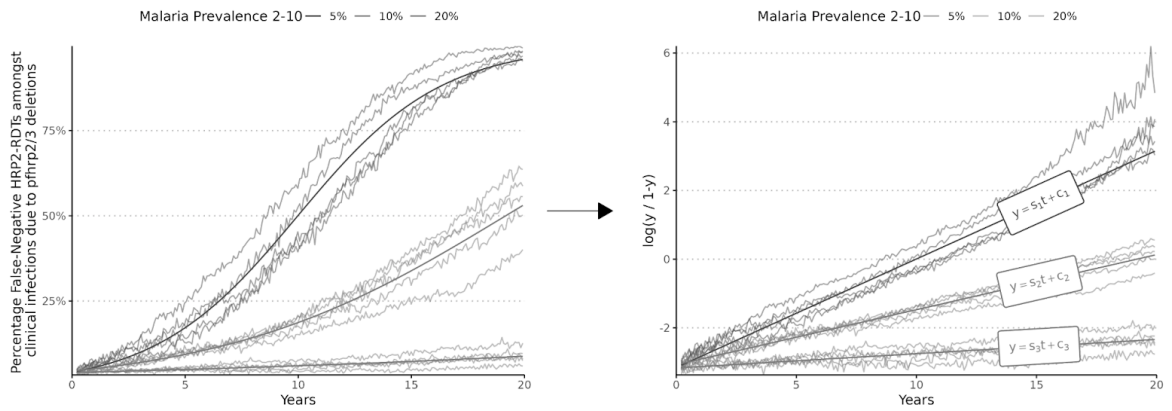 Malaria Prevalence 2-10 5% 10% 20%
Percentage False-Negative HRP2-RDTs amongst
clinical infections due to pfhrp2/3 deletions
75%
50%
25%
0 5 10 15 20
Years
Malaria Prevalence 2-10 5% 10% 20%
log(y / 1-y)
6
4
2
0
-2
y = s₁t+c₁
y = s₂t+c₂
y = s₃t+c₃
0 5 10 15 20
Years